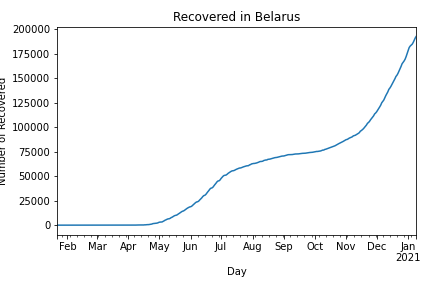 Recovered in Belarus
200000
175000
150000
125000
100000
75000
50000
25000
0
Number of Recovered
Feb Mar Apr May Jun Jul Aug Sep Oct Nov Dec Jan
2021
Day